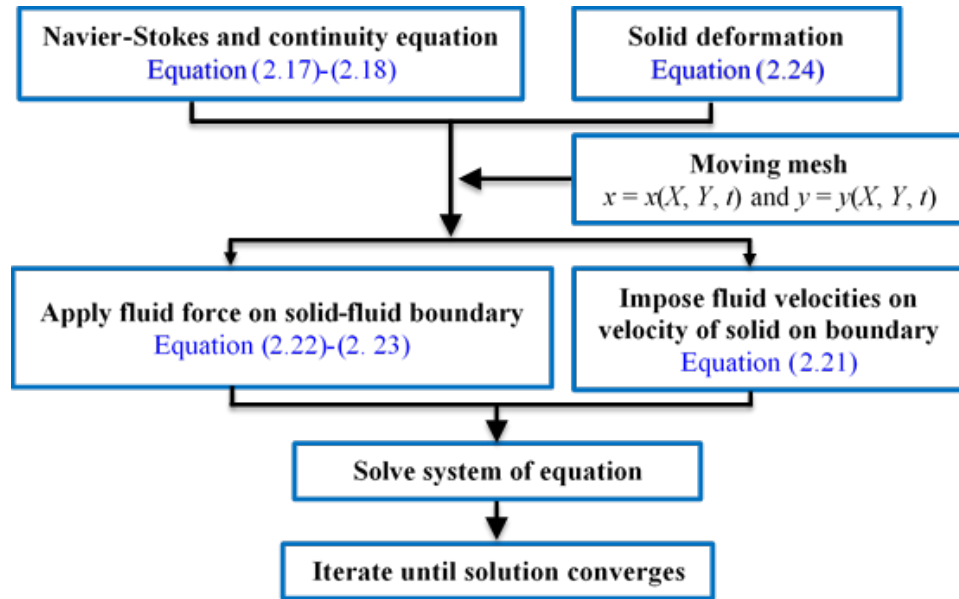 Navier-Stokes and continuity equation
Equation (2.17)-(2.18)
Solid deformation
Equation (2.24)
Moving mesh
x = x(X, Y, t) and y = y(X, Y, t)
Apply fluid force on solid-fluid boundary
Equation (2.22)-(2. 23)
Impose fluid velocities on
velocity of solid on boundary
Equation (2.21)
Solve system of equation
Iterate until solution converges